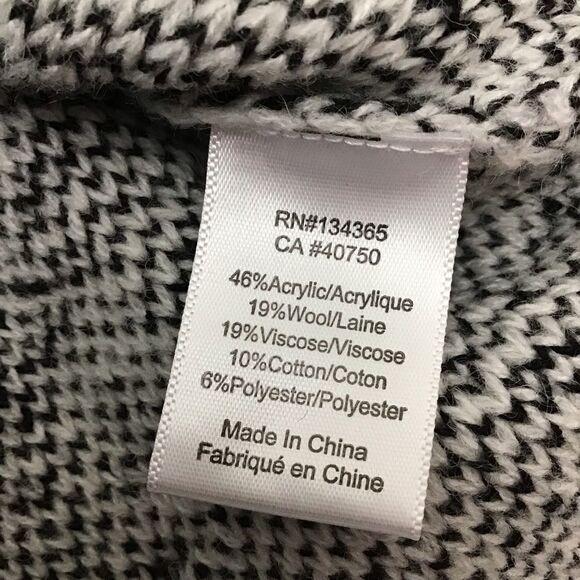 RN#134365
CA #40750
46%Acrylic/Acrylique
19%Wool/Laine
19%Viscose/Viscose
10%Cotton/Coton
6%Polyester/Polyester
Made In China
Fabriqué en Chine